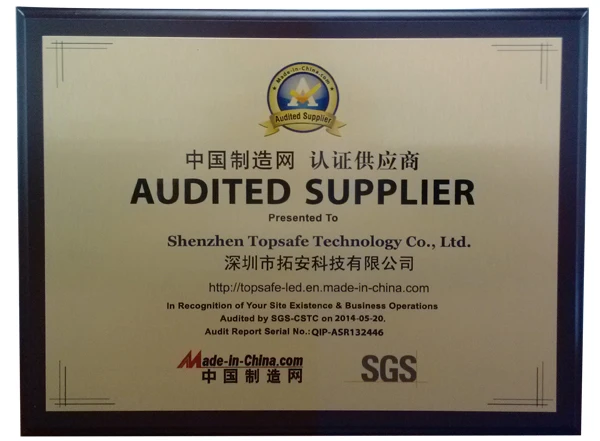 Made-in-China.com
Audited Supplier
中国制造网 认证供应商
AUDITED SUPPLIER
Presented To
Shenzhen Topsafe Technology Co., Ltd.
深圳市拓安科技有限公司
http://topsafe-led.en.made-in-china.com
In Recognition of Your Site Existence & Business Operations
Audited by SGS-CSTC on 2014-05-20.
Audit Report Serial No.: QIP-ASR132446
Made-in-China.com
中国制造网
SGS